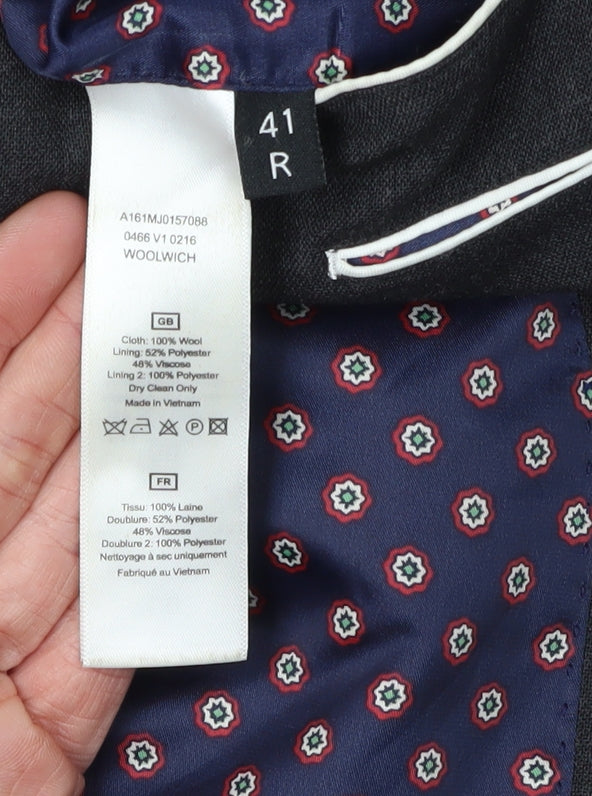 41
R
A161MJ0157088
0466 V1 0216
WOOLWICH
GB
Cloth: 100% Wool
Lining: 52% Polyester
48% Viscose
Lining 2: 100% Polyester
Dry Clean Only
Made in Vietnam
P
FR
Tissu: 100% Laine
Doublure: 52% Polyester
48% Viscose
Doublure 2: 100% Polyester
Nettoyage à sec uniquement
Fabriqué au Vietnam